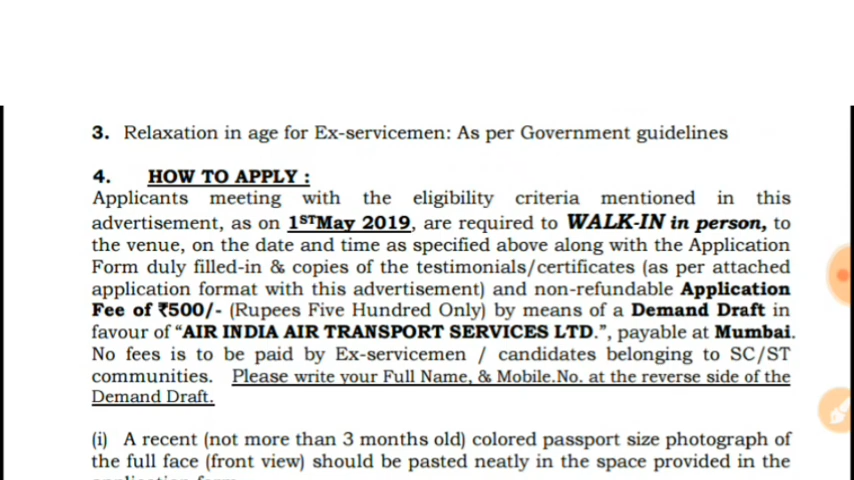 3. Relaxation in age for Ex-servicemen: As per Government guidelines
4. HOW TO APPLY :
Applicants meeting with the eligibility criteria mentioned in this
advertisement, as on 1STMay 2019, are required to WALK-IN in person, to
the venue, on the date and time as specified above along with the Application
Form duly filled-in & copies of the testimonials/certificates (as per attached
application format with this advertisement) and non-refundable Application
Fee of ₹500/- (Rupees Five Hundred Only) by means of a Demand Draft in
favour of “AIR INDIA AIR TRANSPORT SERVICES LTD.”, payable at Mumbai.
No fees is to be paid by Ex-servicemen / candidates belonging to SC/ST
communities. Please write your Full Name, & Mobile.No. at the reverse side of the
Demand Draft.
(i) A recent (not more than 3 months old) colored passport size photograph of
the full face (front view) should be pasted neatly in the space provided in the